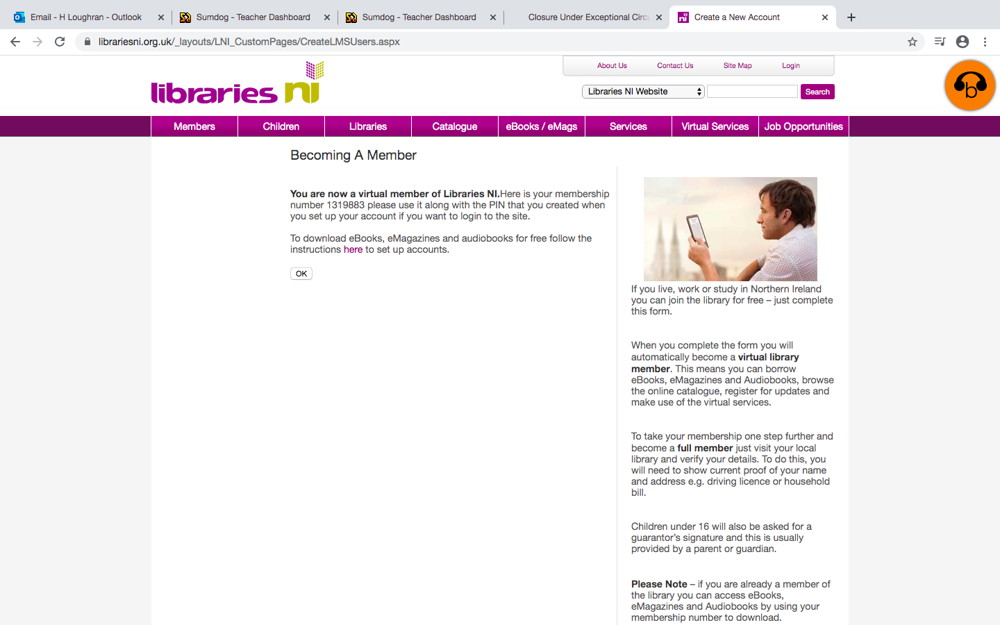 Email - H Loughran - Outlook
Sumdog - Teacher Dashboard
Sumdog - Teacher Dashboard
Closure Under Exceptional Circu
Create a New Account
librariesni.org.uk/_layouts/LNI_CustomPages/CreateLMSUsers.aspx
libraries ni
About Us
Contact Us
Site Map
Login
Libraries NI Website
Search
b
Members
Children
Libraries
Catalogue
eBooks / eMags
Services
Virtual Services
Job Opportunities
Becoming A Member
You are now a virtual member of Libraries NI.Here is your membership
number 1319883 please use it along with the PIN that you created when
you set up your account if you want to login to the site.
To download eBooks, eMagazines and audiobooks for free follow the
instructions here to set up accounts.
OK
If you live, work or study in Northern Ireland
you can join the library for free – just complete
this form.
When you complete the form you will
automatically become a virtual library
member. This means you can borrow
eBooks, eMagazines and Audiobooks, browse
the online catalogue, register for updates and
make use of the virtual services.
To take your membership one step further and
become a full member just visit your local
library and verify your details. To do this, you
will need to show current proof of your name
and address e.g. driving licence or household
bill.
Children under 16 will also be asked for a
guarantor’s signature and this is usually
provided by a parent or guardian.
Please Note – if you are already a member of
the library you can access eBooks,
eMagazines and Audiobooks by using your
membership number to download.